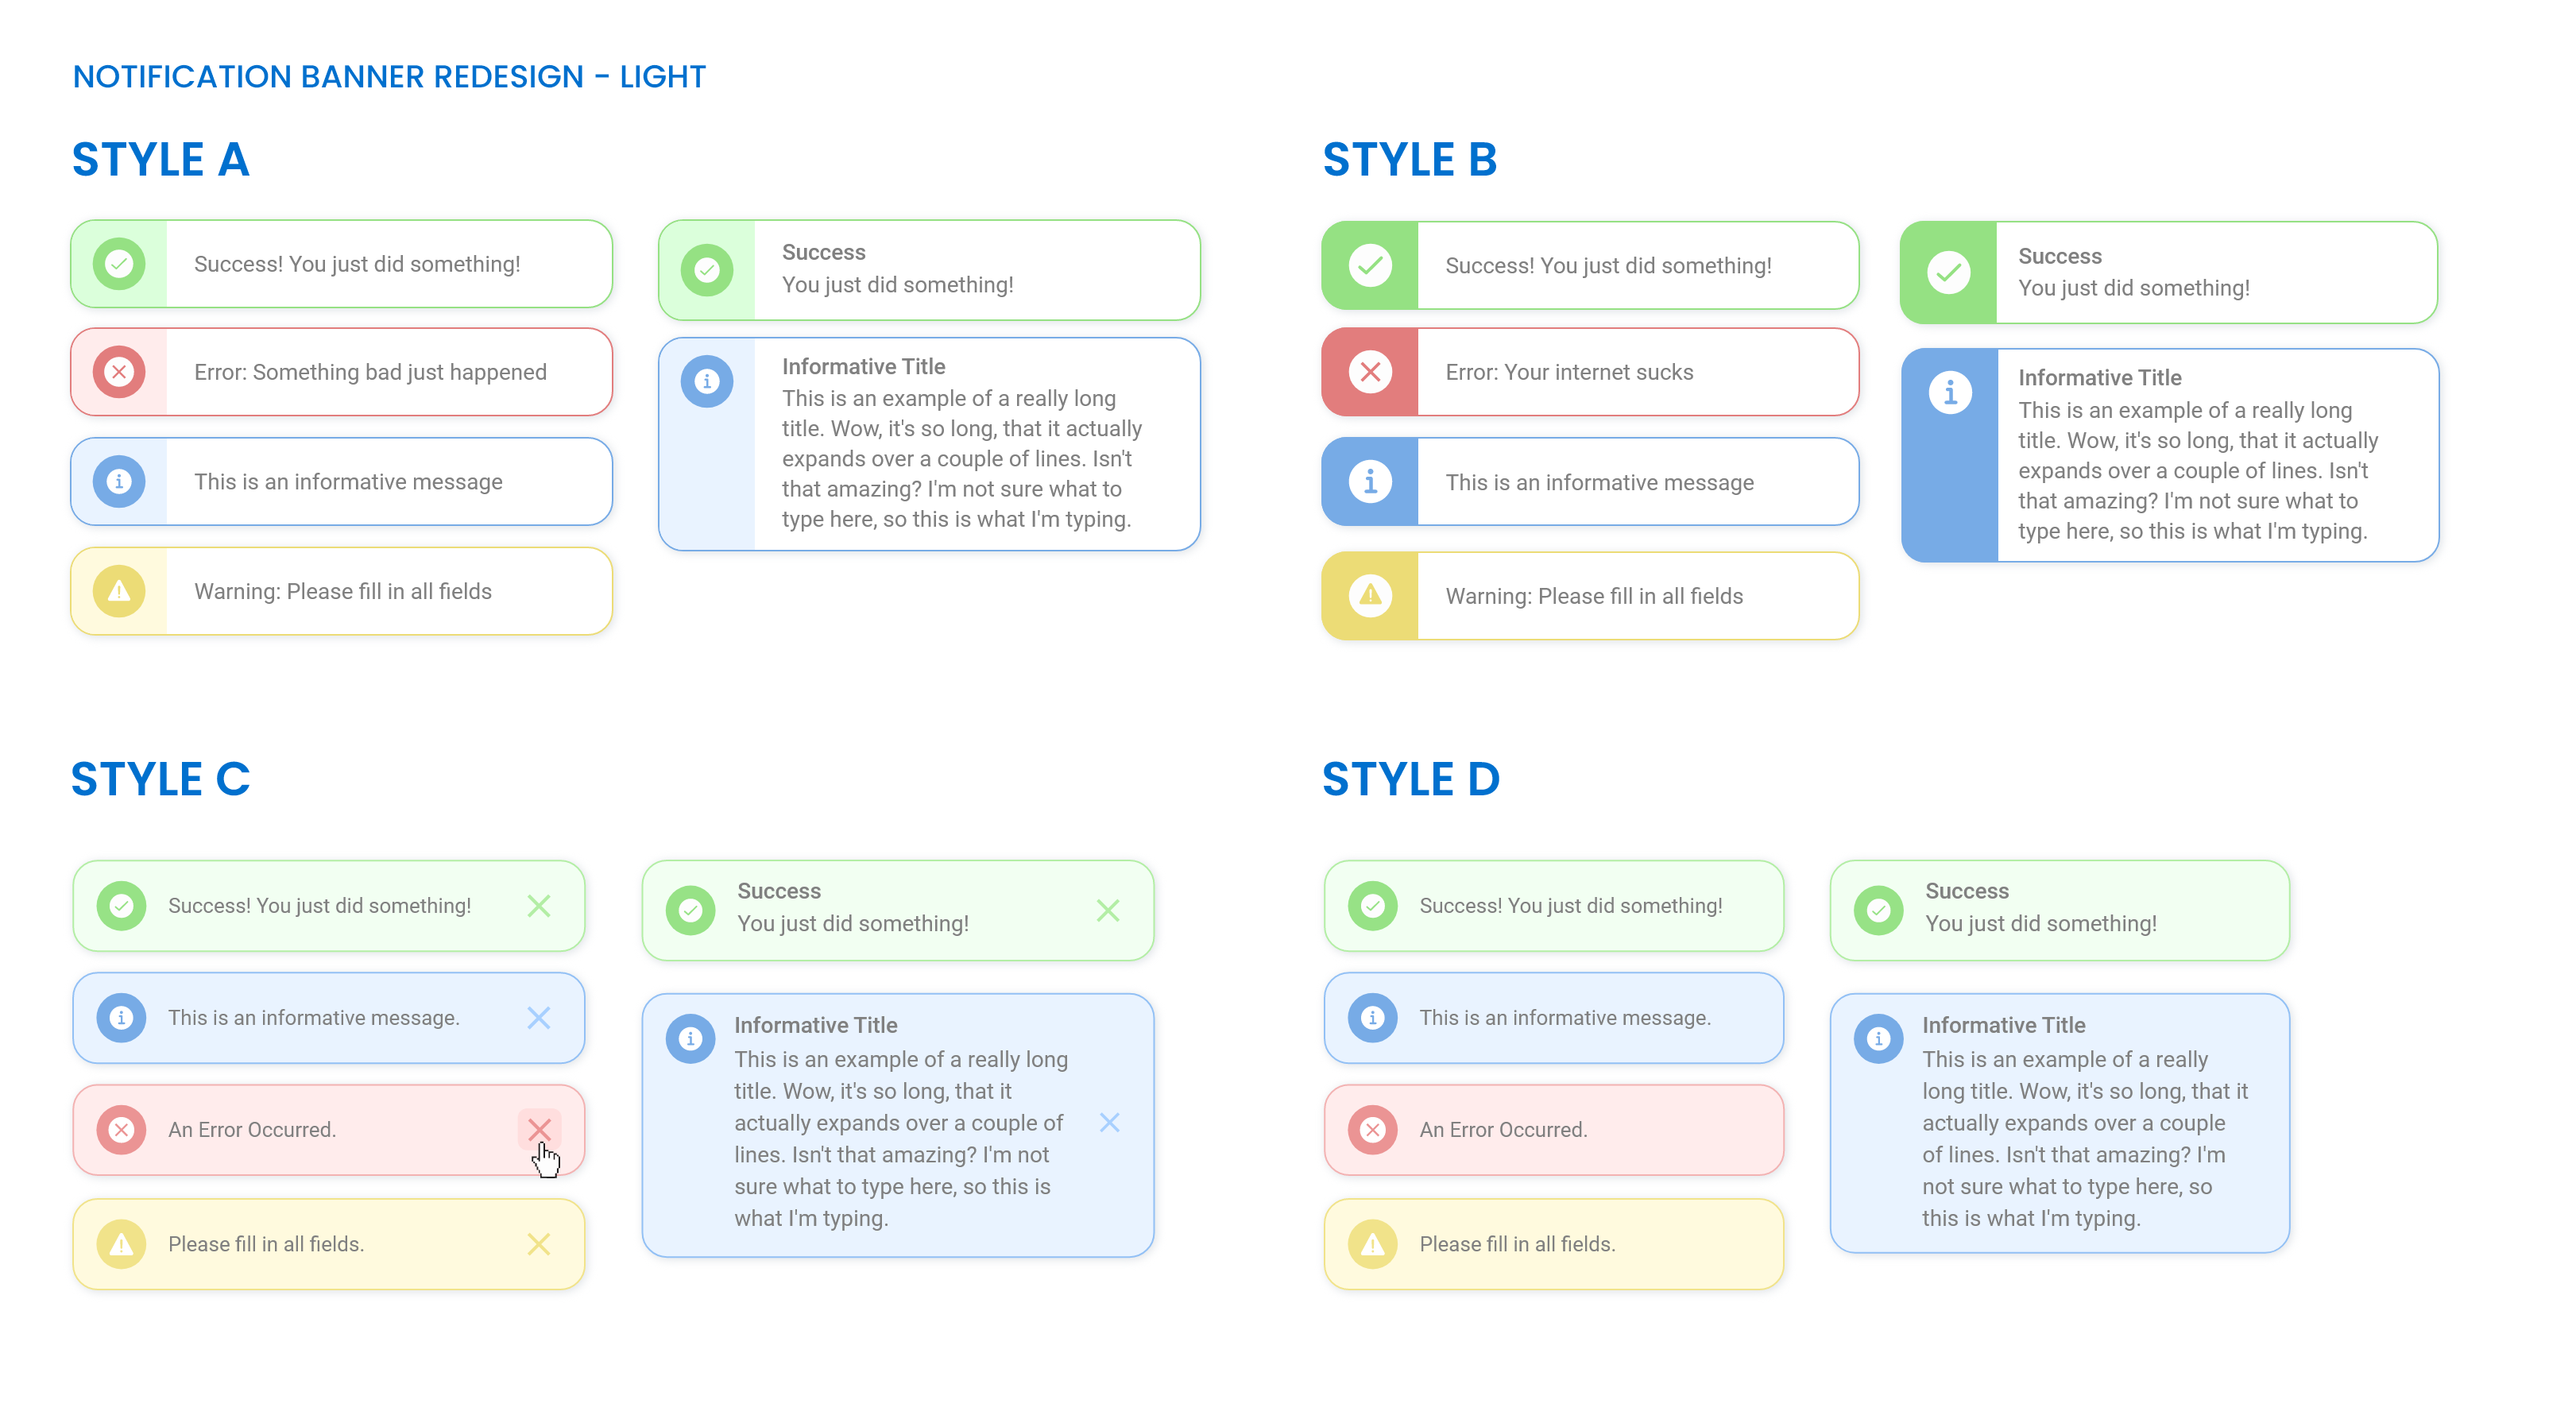 NOTIFICATION BANNER REDESIGN - LIGHT
STYLE A
Success! You just did something!
Error: Something bad just happened
This is an informative message
Warning: Please fill in all fields
Success
You just did something!
Informative Title
This is an example of a really long
title. Wow, it's so long, that it actually
expands over a couple of lines. Isn't
that amazing? I'm not sure what to
type here, so this is what I'm typing.
STYLE B
Success! You just did something!
Error: Your internet sucks
This is an informative message
Warning: Please fill in all fields
Success
You just did something!
Informative Title
This is an example of a really long
title. Wow, it's so long, that it actually
expands over a couple of lines. Isn't
that amazing? I'm not sure what to
type here, so this is what I'm typing.
STYLE C
Success! You just did something!
This is an informative message.
An Error Occurred.
Please fill in all fields.
Success
You just did something!
Informative Title
This is an example of a really long
title. Wow, it's so long, that it
actually expands over a couple of
lines. Isn't that amazing? I'm not
sure what to type here, so this is
what I'm typing.
STYLE D
Success! You just did something!
This is an informative message.
An Error Occurred.
Please fill in all fields.
Success
You just did something!
Informative Title
This is an example of a really
long title. Wow, it's so long, that it
actually expands over a couple
of lines. Isn't that amazing? I'm
not sure what to type here, so
this is what I'm typing.